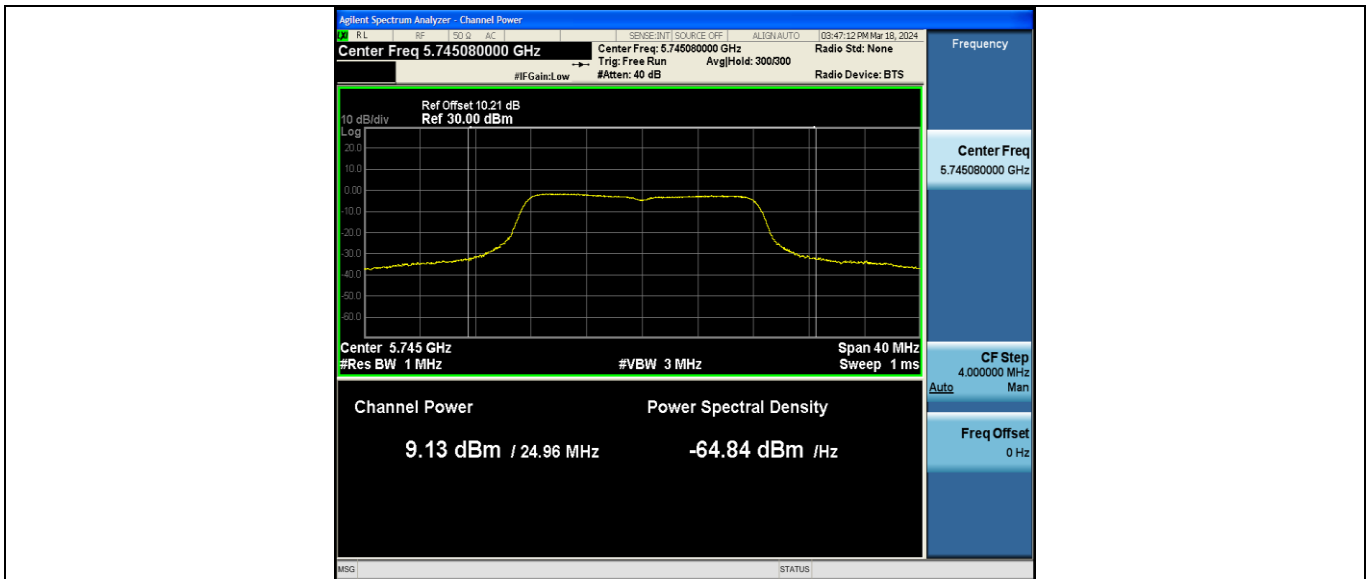 Agilent Spectrum Analyzer - Channel Power
LXI RL RF 50 Ω AC SENSE:INT SOURCE OFF ALIGNAUTO 03:47:12 PM Mar 18, 2024
Center Freq 5.745080000 GHz
Center Freq: 5.745080000 GHz
Radio Std: None
Trig: Free Run Avg|Hold: 300/300
#IFGain:Low
#Atten: 40 dB
Radio Device: BTS
Ref Offset 10.21 dB
10 dB/div Ref 30.00 dBm
Log
20.0
10.0
0.00
-10.0
-20.0
-30.0
-40.0
-50.0
-60.0
Center 5.745 GHz
Span 40 MHz
#Res BW 1 MHz
#VBW 3 MHz
Sweep 1 ms
Channel Power
Power Spectral Density
9.13 dBm / 24.96 MHz
-64.84 dBm /Hz
Frequency
Center Freq
5.745080000 GHz
CF Step
4.000000 MHz
Auto Man
Freq Offset
0 Hz
MSG
STATUS